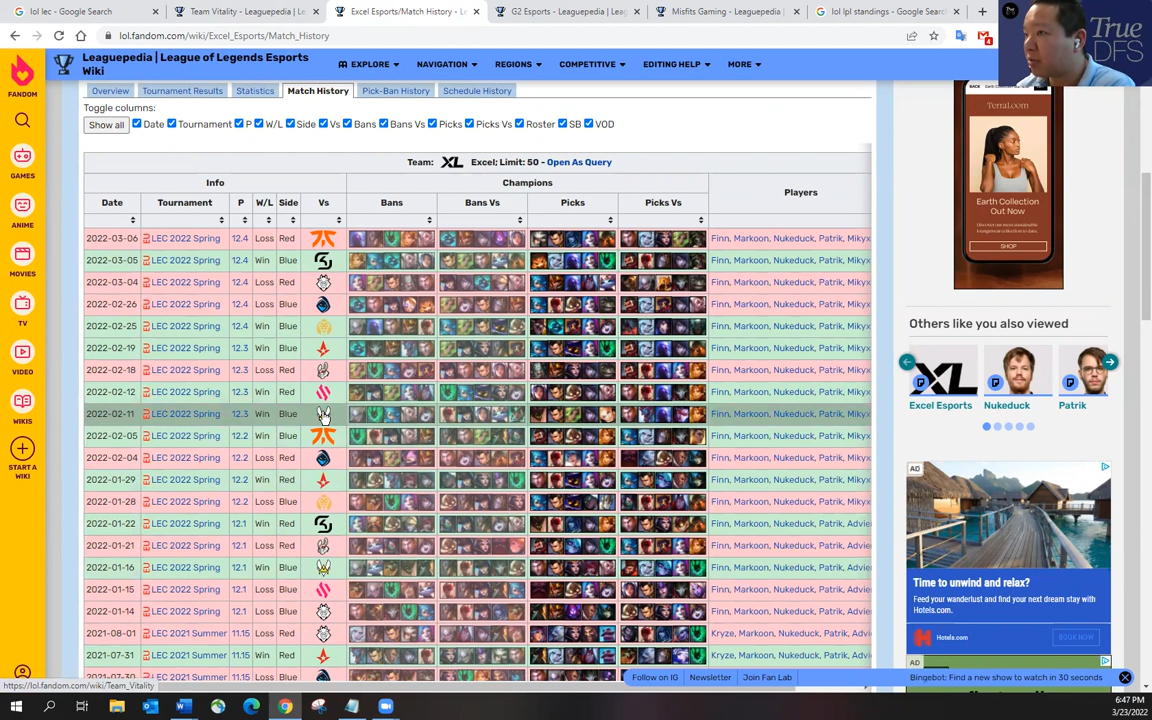 lol lec - Google Search
Team Vitality - Leaguepedia | L
Excel Esports/Match History - Le
G2 Esports - Leaguepedia | Leag
Misfits Gaming - Leaguepedia |
lol lpl standings - Google Search
True
DFS
lol.fandom.com/wiki/Excel_Esports/Match_History
4
FANDOM
GAMES
ANIME
MOVIES
TV
VIDEO
WIKIS
START A
WIKI
Leaguepedia | League of Legends Esports
Wiki
EXPLORE
NAVIGATION
REGIONS
COMPETITIVE
EDITING HELP
MORE
Overview
Tournament Results
Statistics
Match History
Pick-Ban History
Schedule History
Toggle columns:
Show all Date Tournament P W/L Side Vs Bans Bans Vs Picks Picks Vs Roster SB VOD
Team: XL Excel; Limit: 50 - Open As Query
Info Champions Players
Date Tournament P W/L Side Vs Bans Bans Vs Picks Picks Vs
2022-03-06 LEC 2022 Spring 12.4 Loss Red Finn, Markoon, Nukeduck, Patrik, Mikyx
2022-03-05 LEC 2022 Spring 12.4 Win Blue Finn, Markoon, Nukeduck, Patrik, Mikyx
2022-03-04 LEC 2022 Spring 12.4 Loss Red Finn, Markoon, Nukeduck, Patrik, Mikyx
2022-02-26 LEC 2022 Spring 12.4 Loss Blue Finn, Markoon, Nukeduck, Patrik, Mikyx
2022-02-25 LEC 2022 Spring 12.4 Win Blue Finn, Markoon, Nukeduck, Patrik, Mikyx
2022-02-19 LEC 2022 Spring 12.3 Win Blue Finn, Markoon, Nukeduck, Patrik, Mikyx
2022-02-18 LEC 2022 Spring 12.3 Loss Red Finn, Markoon, Nukeduck, Patrik, Mikyx
2022-02-12 LEC 2022 Spring 12.3 Win Red Finn, Markoon, Nukeduck, Patrik, Mikyx
2022-02-11 LEC 2022 Spring 12.3 Win Blue Finn, Markoon, Nukeduck, Patrik, Mikyx
2022-02-05 LEC 2022 Spring 12.2 Win Blue Finn, Markoon, Nukeduck, Patrik, Mikyx
2022-02-04 LEC 2022 Spring 12.2 Loss Red Finn, Markoon, Nukeduck, Patrik, Mikyx
2022-01-29 LEC 2022 Spring 12.2 Win Red Finn, Markoon, Nukeduck, Patrik, Mikyx
2022-01-28 LEC 2022 Spring 12.2 Loss Blue Finn, Markoon, Nukeduck, Patrik, Mikyx
2022-01-22 LEC 2022 Spring 12.1 Win Red Finn, Markoon, Nukeduck, Patrik, Advie
2022-01-21 LEC 2022 Spring 12.1 Loss Red Finn, Markoon, Nukeduck, Patrik, Advie
2022-01-16 LEC 2022 Spring 12.1 Win Blue Finn, Markoon, Nukeduck, Patrik, Advie
2022-01-15 LEC 2022 Spring 12.1 Loss Red Finn, Markoon, Nukeduck, Patrik, Advie
2022-01-14 LEC 2022 Spring 12.1 Loss Blue Finn, Markoon, Nukeduck, Patrik, Advie
2021-08-01 LEC 2021 Summer 11.15 Loss Red Kryze, Markoon, Nukeduck, Patrik, Advie
2021-07-31 LEC 2021 Summer 11.15 Win Red Kryze, Markoon, Nukeduck, Patrik, Advie
2021-07-30 LEC 2021 Summer 11.15 Loss
BACK
TerraLoom
Earth Collection
Out Now
SHOP
Others like you also viewed
XL
Excel Esports
Nukeduck
Patrik
AD
Time to unwind and relax?
Feed your wanderlust and find your next dream stay with
Hotels.com.
Hotels.com
BOOK NOW
AD
Follow on IG
Newsletter
Join Fan Lab
Bingebot: Find a new show to watch in 30 seconds
https://lol.fandom.com/wiki/Team_Vitality
6:47 PM
3/23/2022